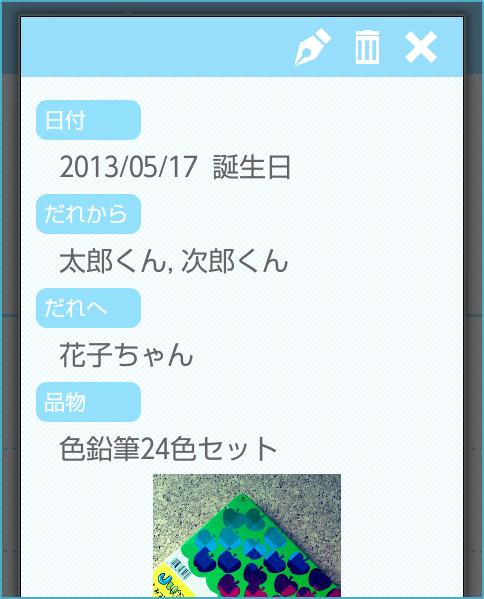 日付
2013/05/17 誕生日
だれから
太郎くん, 次郎くん
だれへ
花子ちゃん
品物
色鉛筆24色セット